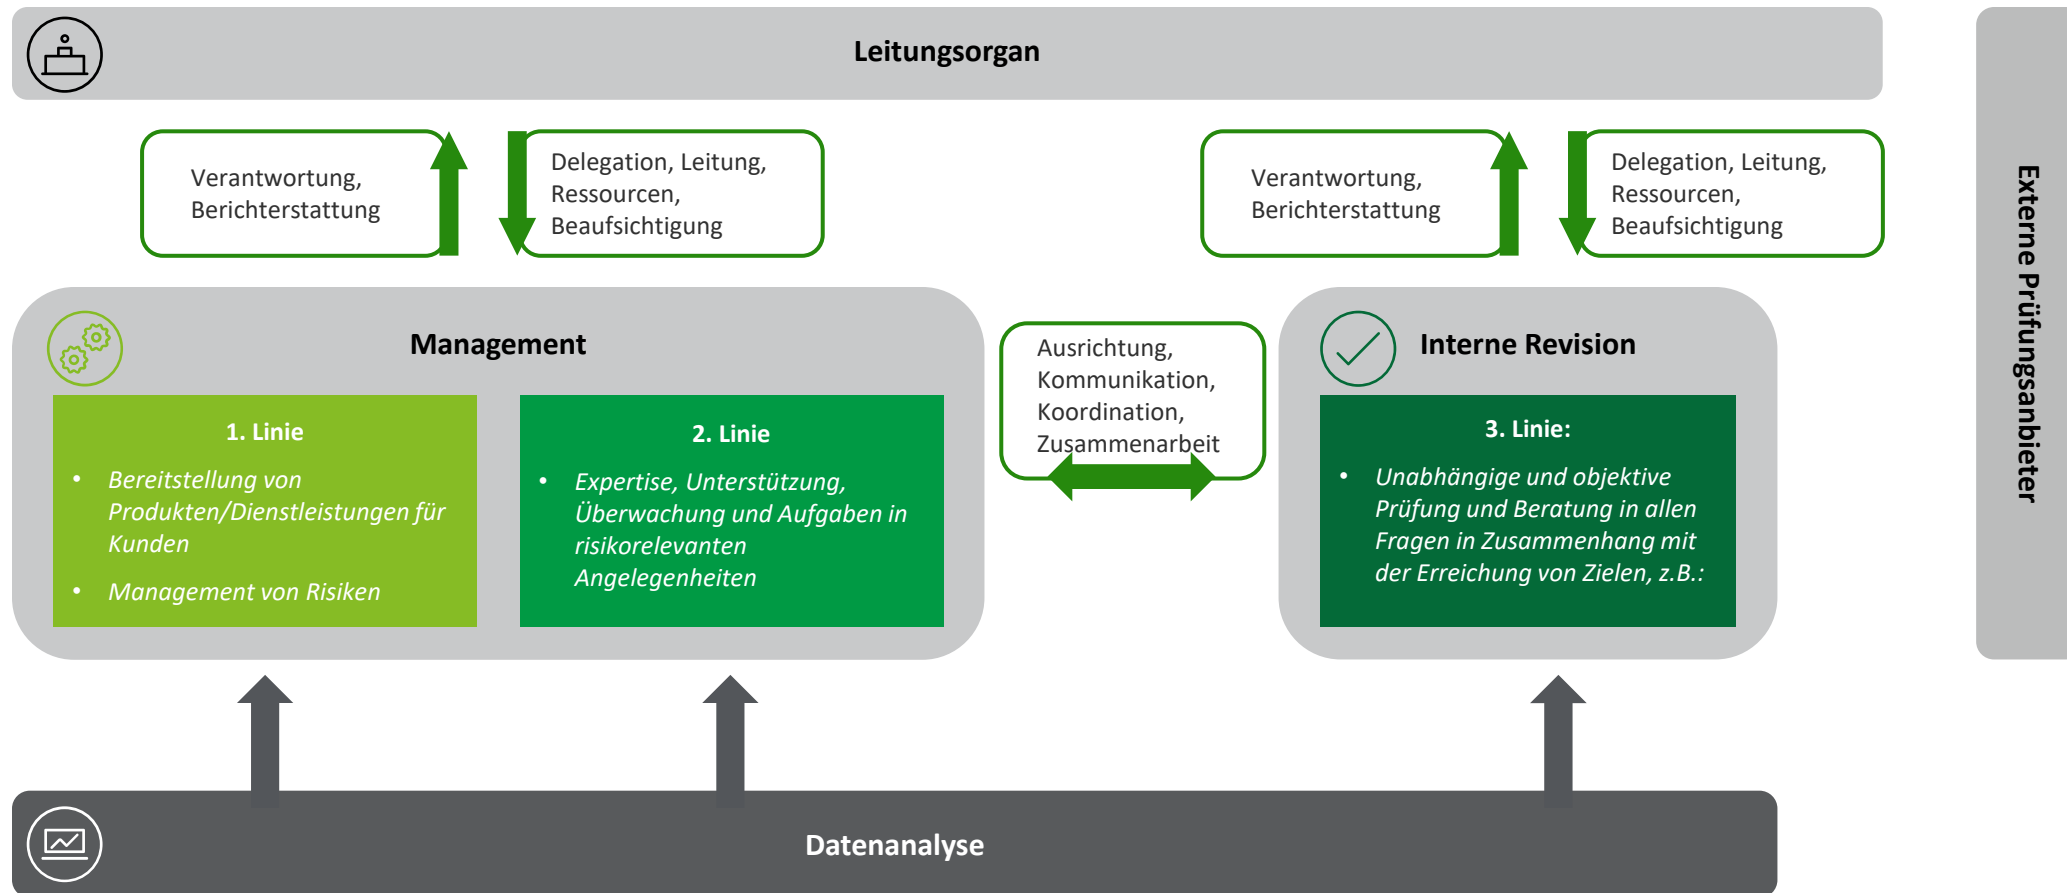 Leitungsorgan
Verantwortung,
Berichterstattung
Delegation, Leitung,
Ressourcen,
Beaufsichtigung
Verantwortung,
Berichterstattung
Delegation, Leitung,
Ressourcen,
Beaufsichtigung
Externe Prüfungsanbieter
Management
1. Linie
• Bereitstellung von
Produkten/Dienstleistungen für
Kunden
• Management von Risiken
2. Linie
• Expertise, Unterstützung,
Überwachung und Aufgaben in
risikorelevanten
Angelegenheiten
Ausrichtung,
Kommunikation,
Koordination,
Zusammenarbeit
Interne Revision
3. Linie:
• Unabhängige und objektive
Prüfung und Beratung in allen
Fragen in Zusammenhang mit
der Erreichung von Zielen, z.B.:
Datenanalyse